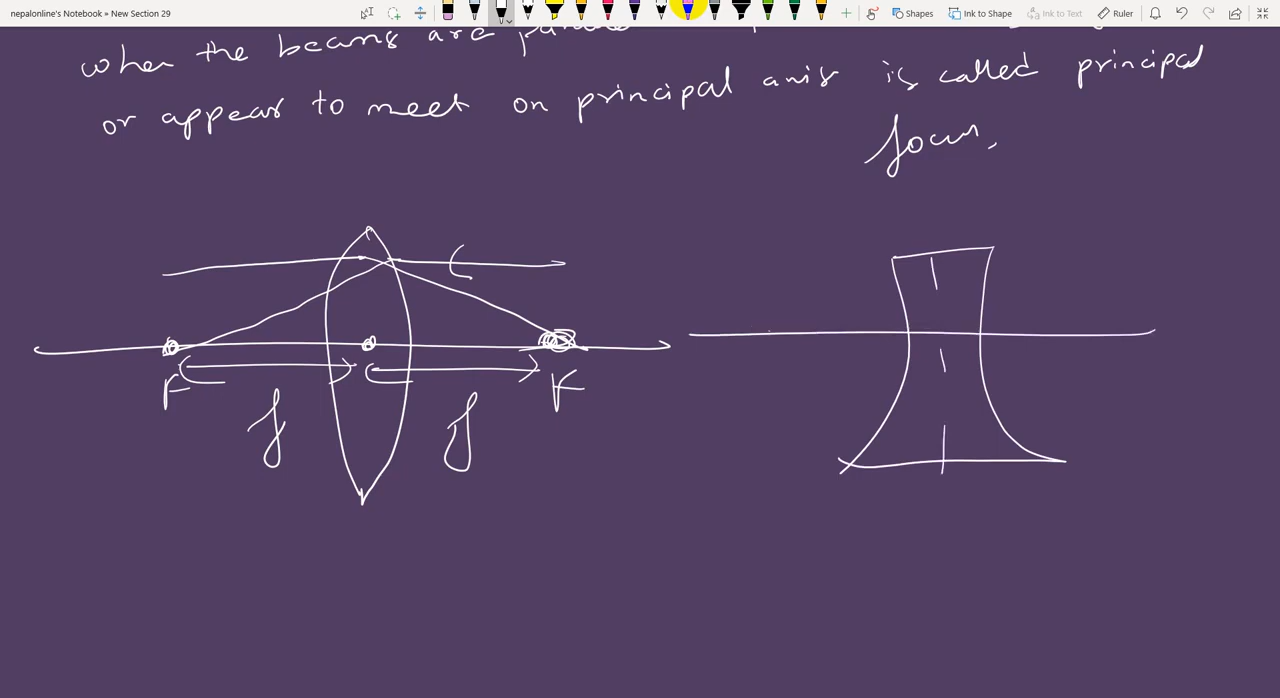 nepalonline's Notebook » New Section 29
Shapes Ink to Shape Ink to Text Ruler
when the beams are
or appear to meet on principal axis is called principal
focus.
F f f F